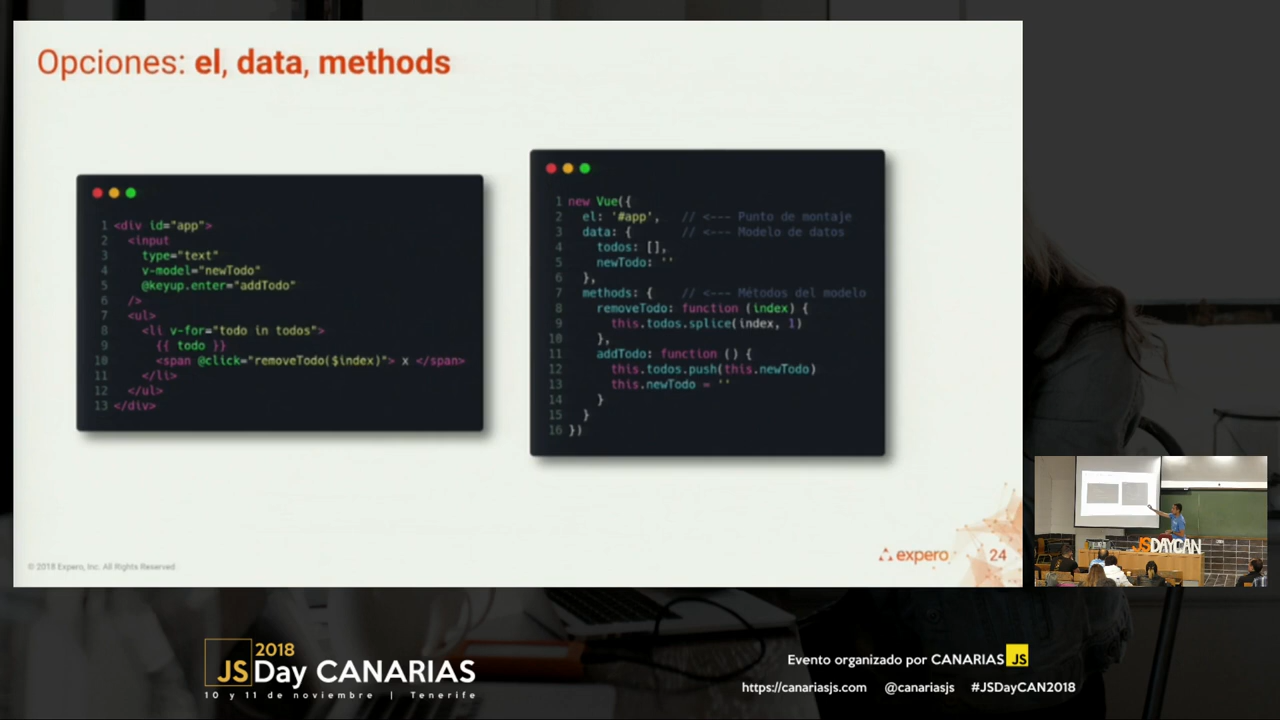 Opciones: el, data, methods
1 <div id="app">
2 <input
3 type="text"
4 v-model="newTodo"
5 @keyup.enter="addTodo"
6 />
7 <ul>
8 <li v-for="todo in todos">
9 {{ todo }}
10 <span @click="removeTodo($index)"> x </span>
11 </li>
12 </ul>
13 </div>
1 new Vue({
2 el: '#app', // <--- Punto de montaje
3 data: { // <--- Modelo de datos
4 todos: [],
5 newTodo: ''
6 },
7 methods: { // <--- Métodos del modelo
8 removeTodo: function (index) {
9 this.todos.splice(index, 1)
10 },
11 addTodo: function () {
12 this.todos.push(this.newTodo)
13 this.newTodo = ''
14 }
15 }
16 })
© 2018 Expero, Inc. All Rights Reserved
expero
24
JSDAYCAN
2018
JSDay CANARIAS
10 y 11 de noviembre | Tenerife
Evento organizado por CANARIAS JS
https://canariasjs.com @canariasjs #JSDayCAN2018